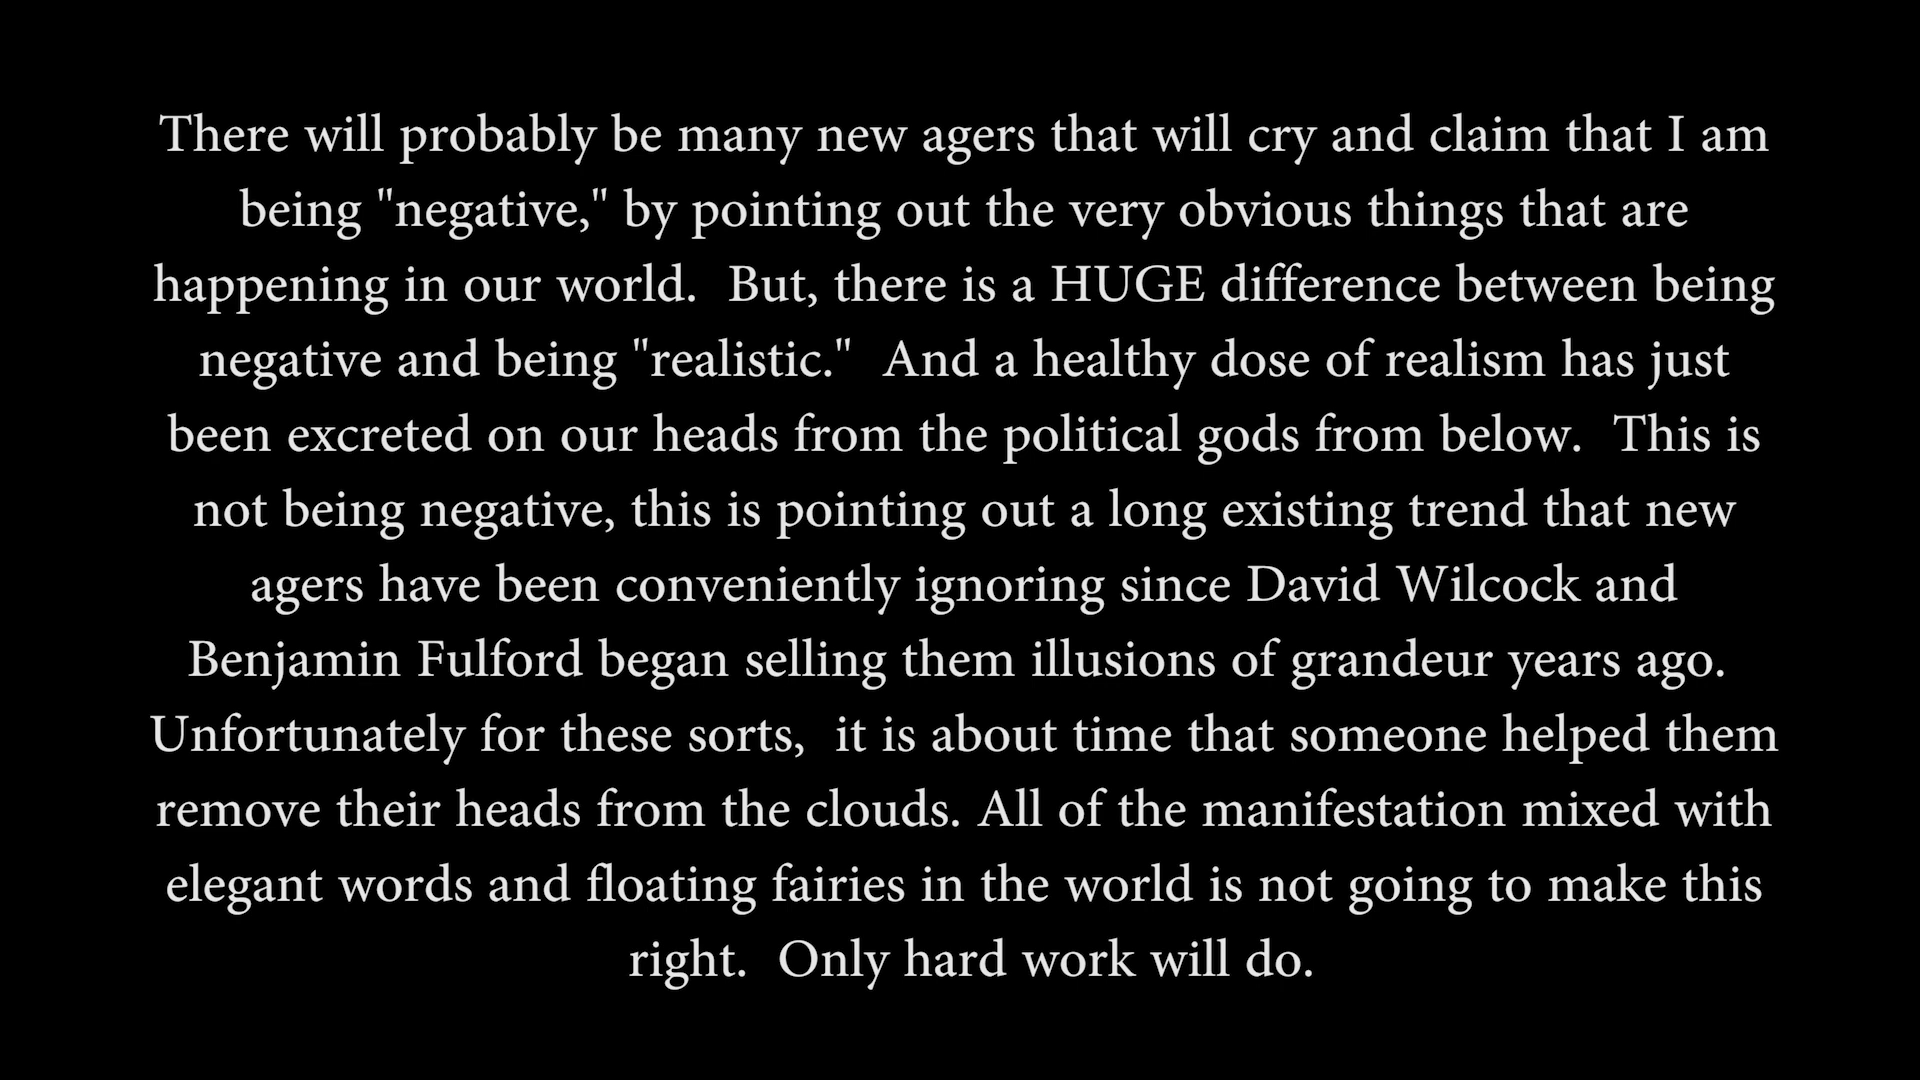 There will probably be many new agers that will cry and claim that I am
being "negative," by pointing out the very obvious things that are
happening in our world.  But, there is a HUGE difference between being
negative and being "realistic."  And a healthy dose of realism has just
been excreted on our heads from the political gods from below.  This is
not being negative, this is pointing out a long existing trend that new
agers have been conveniently ignoring since David Wilcock and
Benjamin Fulford began selling them illusions of grandeur years ago.
Unfortunately for these sorts,  it is about time that someone helped them
remove their heads from the clouds. All of the manifestation mixed with
elegant words and floating fairies in the world is not going to make this
right.  Only hard work will do.